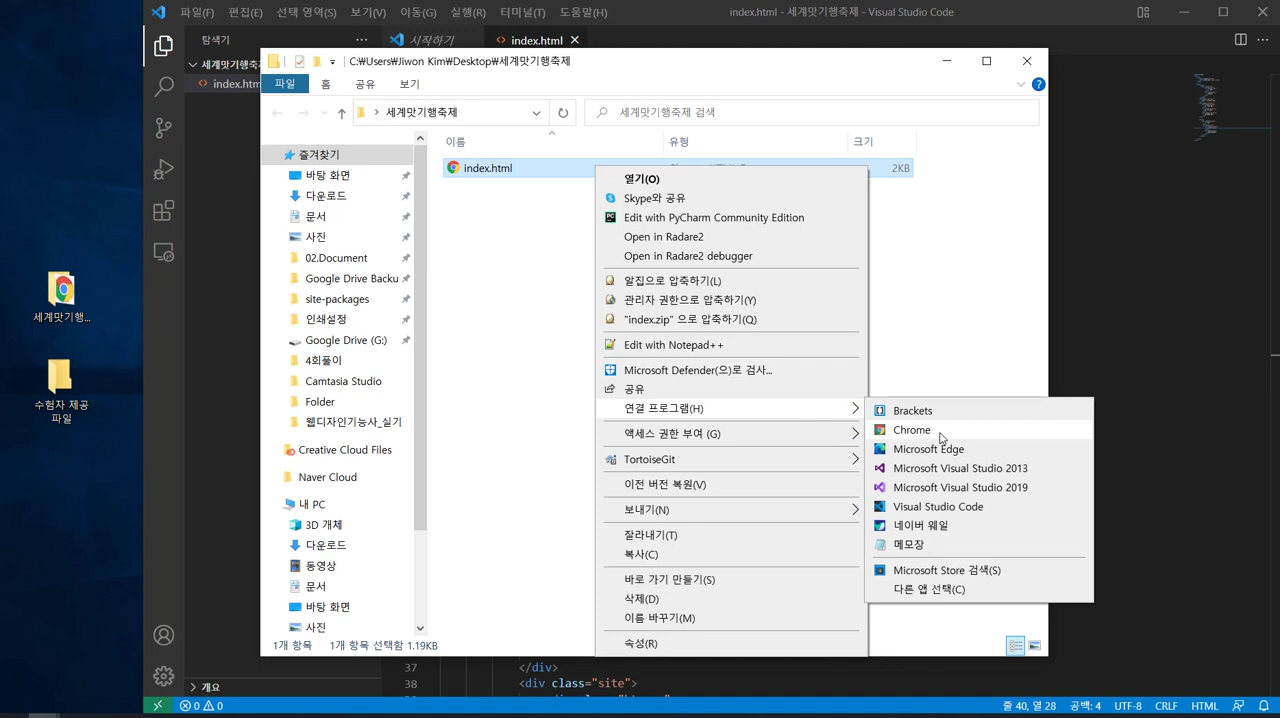 파일(F) 편집(E) 선택 영역(S) 보기(V) 이동(G) 실행(R) 터미널(T) 도움말(H) index.html - 세계맛기행축제 - Visual Studio Code
탐색기
시작하기
index.html
세계맛기행축
index.htm
C:₩Users₩Jiwon Kim₩Desktop₩세계맛기행축제
파일 홈 공유 보기
세계맛기행축제
세계맛기행축제 검색
이름 유형 크기
index.html 2KB
즐겨찾기
바탕 화면
다운로드
문서
사진
02.Document
Google Drive Backu
site-packages
인쇄설정
Google Drive (G:)
4회풀이
Camtasia Studio
Folder
웹디자인기능사_실기
Creative Cloud Files
Naver Cloud
내 PC
3D 개체
다운로드
동영상
문서
바탕 화면
사진
1개 항목 1개 항목 선택함 1.19KB
열기(O)
Skype와 공유
Edit with PyCharm Community Edition
Open in Radare2
Open in Radare2 debugger
알집으로 압축하기(L)
관리자 권한으로 압축하기(Y)
"index.zip" 으로 압축하기(Q)
Edit with Notepad++
Microsoft Defender(으)로 검사...
공유
연결 프로그램(H)
액세스 권한 부여 (G)
TortoiseGit
이전 버전 복원(V)
보내기(N)
잘라내기(T)
복사(C)
바로 가기 만들기(S)
삭제(D)
이름 바꾸기(M)
속성(R)
Brackets
Chrome
Microsoft Edge
Microsoft Visual Studio 2013
Microsoft Visual Studio 2019
Visual Studio Code
네이버 웨일
메모장
Microsoft Store 검색(S)
다른 앱 선택(C)
세계맛기행...
수험자 제공
파일
37 </div>
38 <div class="site">
개요
0 0 줄 40, 열 28 공백: 4 UTF-8 CRLF HTML